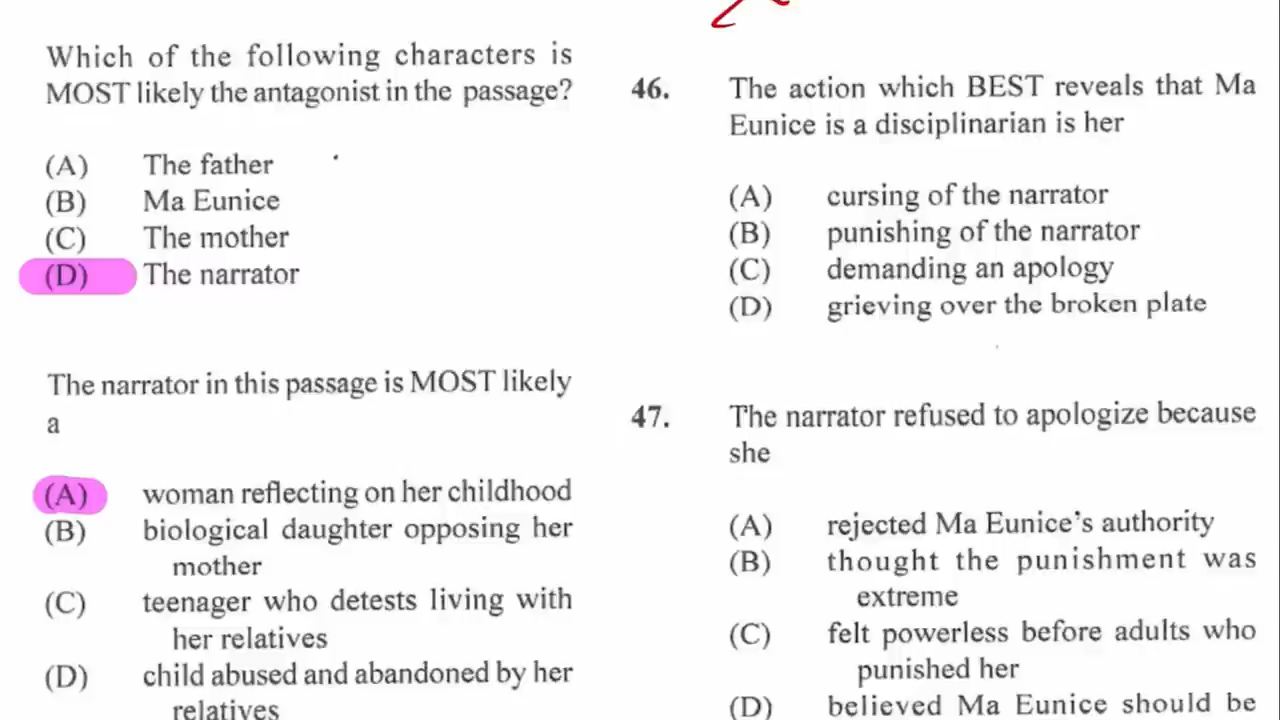 Which of the following characters is
MOST likely the antagonist in the passage?
(A) The father
(B) Ma Eunice
(C) The mother
(D) The narrator
The narrator in this passage is MOST likely
a
(A) woman reflecting on her childhood
(B) biological daughter opposing her
mother
(C) teenager who detests living with
her relatives
(D) child abused and abandoned by her
relatives
46. The action which BEST reveals that Ma
Eunice is a disciplinarian is her
(A) cursing of the narrator
(B) punishing of the narrator
(C) demanding an apology
(D) grieving over the broken plate
47. The narrator refused to apologize because
she
(A) rejected Ma Eunice's authority
(B) thought the punishment was
extreme
(C) felt powerless before adults who
punished her
(D) believed Ma Eunice should be